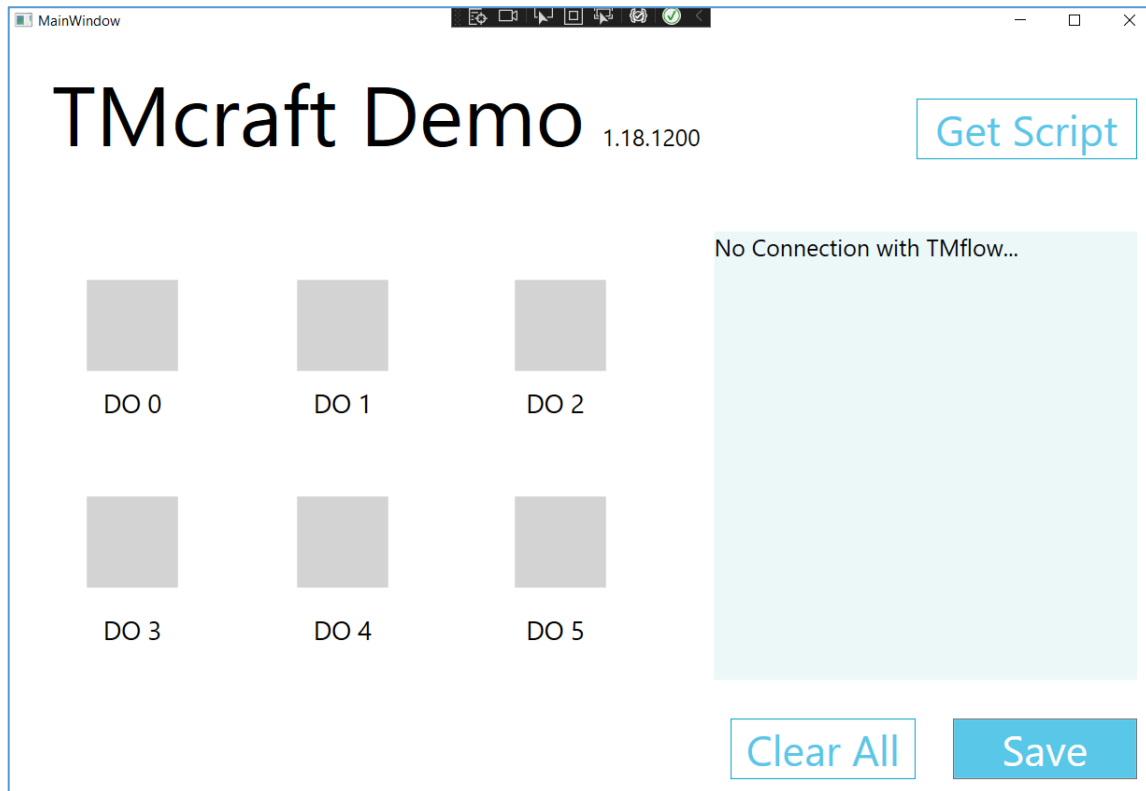 MainWindow
TMcraft Demo 1.18.1200
Get Script
No Connection with TMflow...
DO 0 DO 1 DO 2
DO 3 DO 4 DO 5
Clear All Save